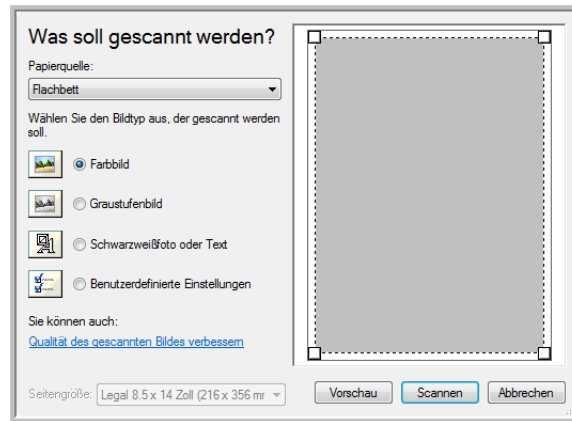 Was soll gescannt werden?
Papierquelle:
Flachbett
Wählen Sie den Bildtyp aus, der gescannt werden
soll.
Farbbild
Graustufenbild
Schwarzweißfoto oder Text
Benutzerdefinierte Einstellungen
Sie können auch:
Qualität des gescannten Bildes verbessern
Seitengröße: Legal 8.5 x 14 Zoll (216 x 356 mr
Vorschau Scannen Abbrechen